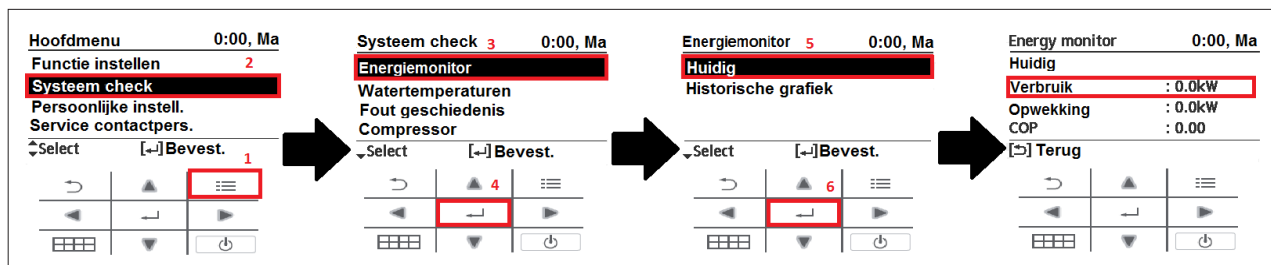 Hoofdmenu 0:00, Ma
Functie instellen 2
Systeem check
Persoonlijke instell.
Service contactpers.
Select [↵]Bevest.
1
Systeem check 3 0:00, Ma
Energiemonitor
Watertemperaturen
Fout geschiedenis
Compressor
Select [↵]Bevest.
4
Energiemonitor 5 0:00, Ma
Huidig
Historische grafiek
Select [↵]Bevest.
6
Energy monitor 0:00, Ma
Huidig
Verbruik : 0.0kW
Opwekking : 0.0kW
COP : 0.00
[⮌] Terug